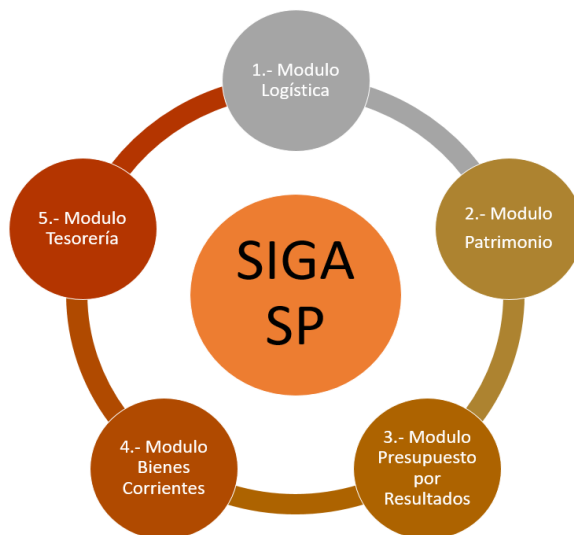 1.- Modulo
Logística
2.- Modulo
Patrimonio
3.- Modulo
Presupuesto
por
Resultados
4.- Modulo
Bienes
Corrientes
5.- Modulo
Tesorería
SIGA
SP